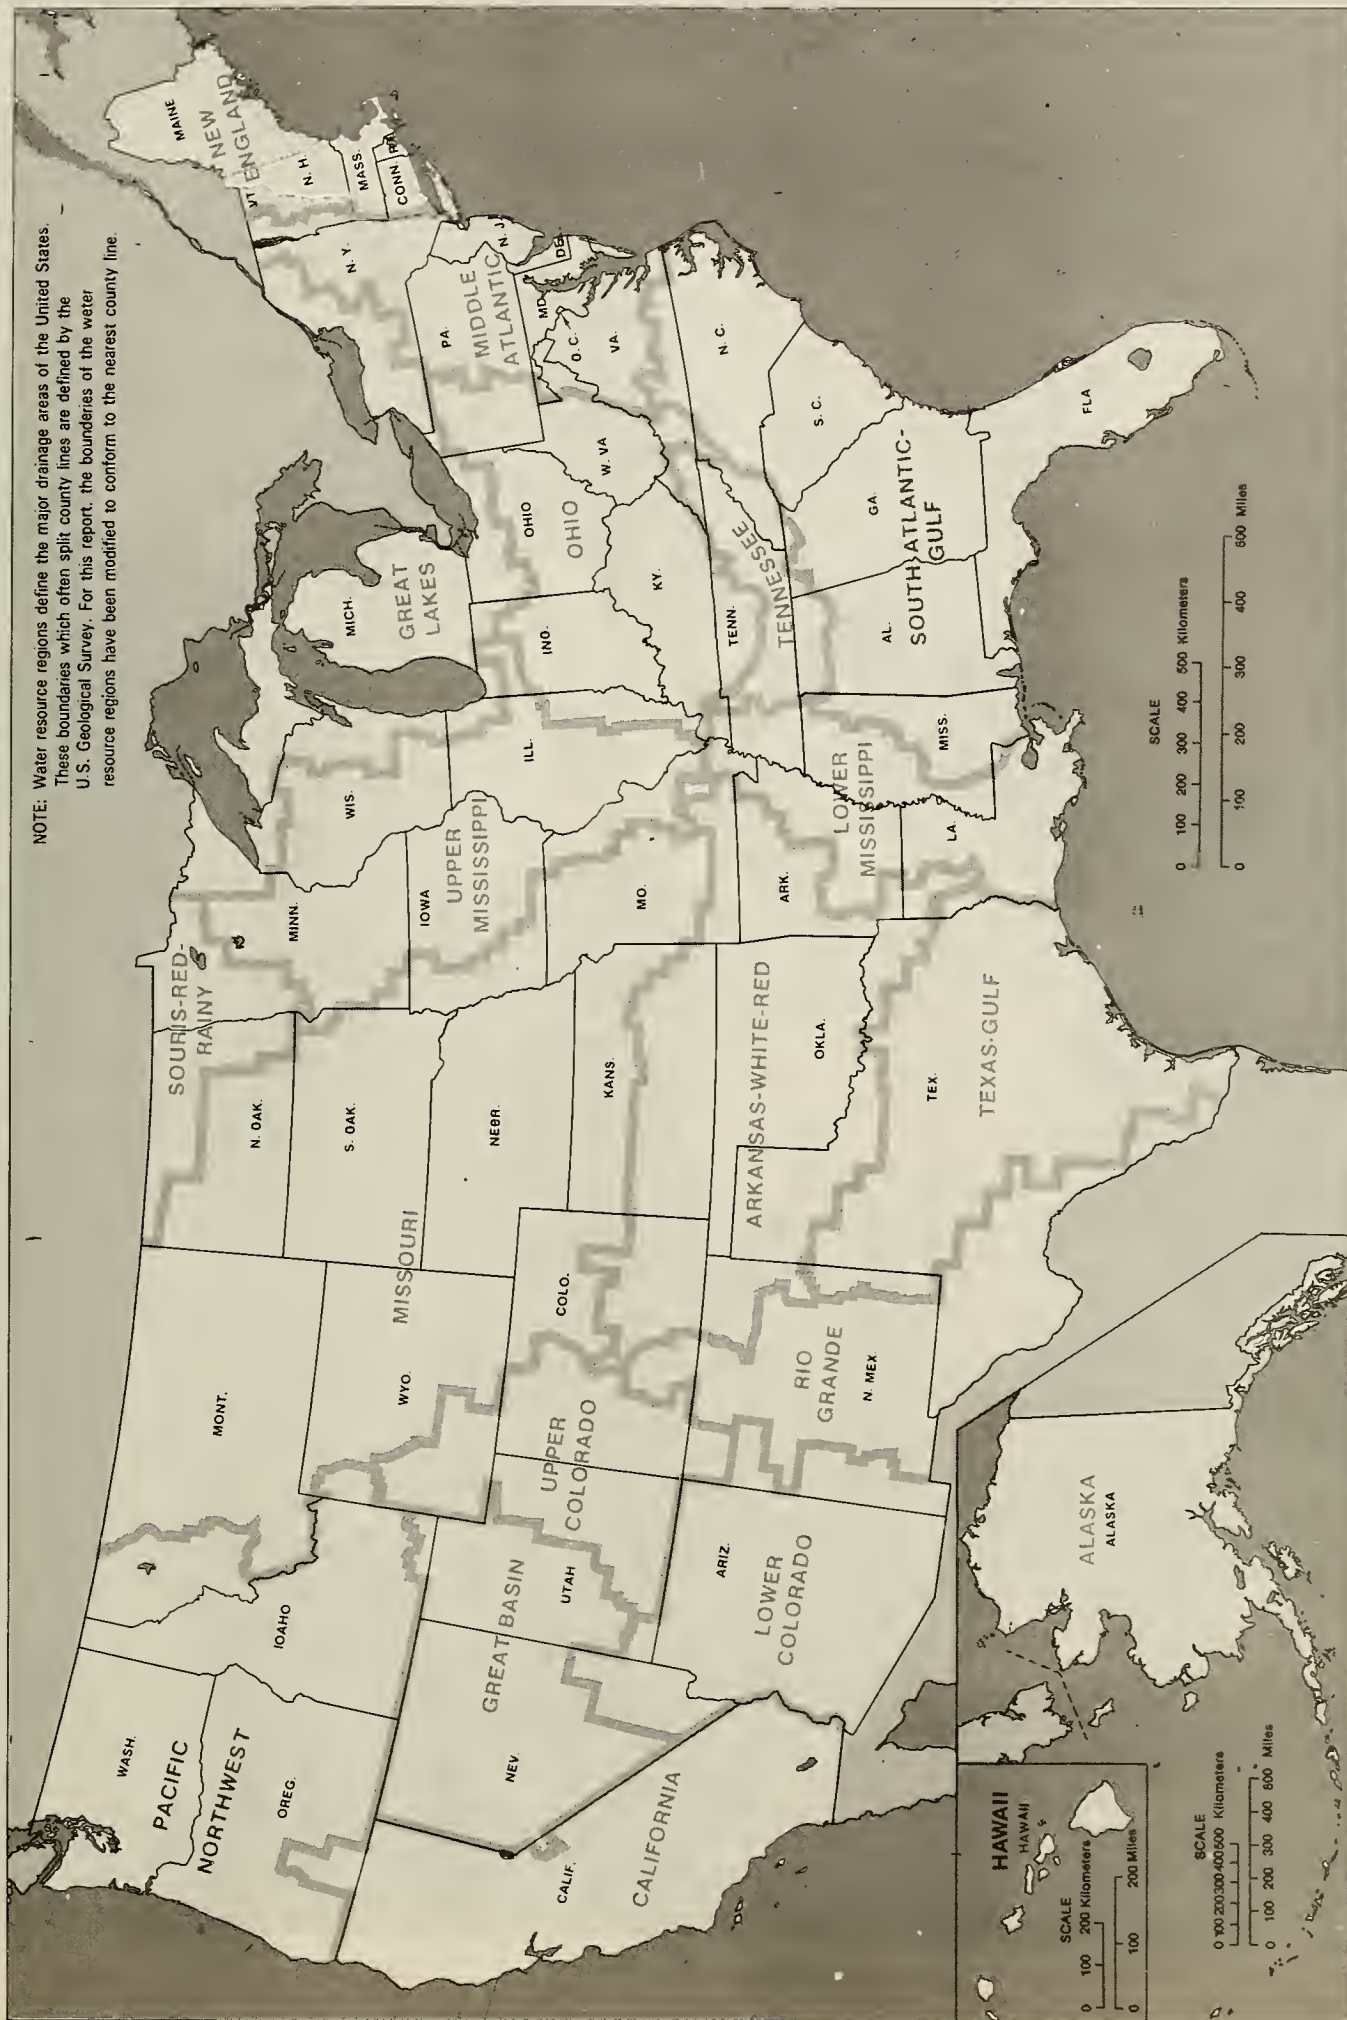 NOTE: Water resource regions define the major drainage areas of the United States.
These boundaries which often split county lines are defined by the
U.S. Geological Survey. For this report, the bounderies of the weter
resource regions have been modified to conform to the nearest county line.
WASH.
PACIFIC
NORTHWEST
OREG.
IOAHO
MONT.
N. OAK.
SOURIS-RED-
RAINY
MINN.
WIS.
MICH.
GREAT
LAKES
N.Y.
VT
NEW
ENGLAND
MAINE
N. H.
MASS.
CONN.
R.I.
S. OAK.
WYO.
MISSOURI
NEBR.
IOWA
UPPER
MISSISSIPPI
ILL.
INO.
OHIO
OHIO
PA.
MIDDLE
ATLANTIC
N. J.
DEL
MD
O. C.
VA.
W. VA
NEV.
GREAT BASIN
UTAH
UPPER
COLORADO
COLO.
KANS.
MO.
KY.
CALIF.
CALIFORNIA
ARIZ.
LOWER
COLORADO
RIO
GRANDE
N. MEX.
ARKANSAS-WHITE-RED
OKLA.
ARK.
TENN.
TENNESSEE
N. C.
S. C.
TEX.
TEXAS-GULF
LA.
LOWER
MISSISSIPPI
MISS.
AL.
GA.
SOUTH ATLANTIC-
GULF
FLA
SCALE
0 100 200 300 400 500 Kilometers
0 100 200 300 400 600 Miles
HAWAII
HAWAII
SCALE
0 100 200 Kilometers
0 100 200 Miles
ALASKA
ALASKA
SCALE
0 100 200 300 400 500 Kilometers
0 100 200 300 400 600 Miles